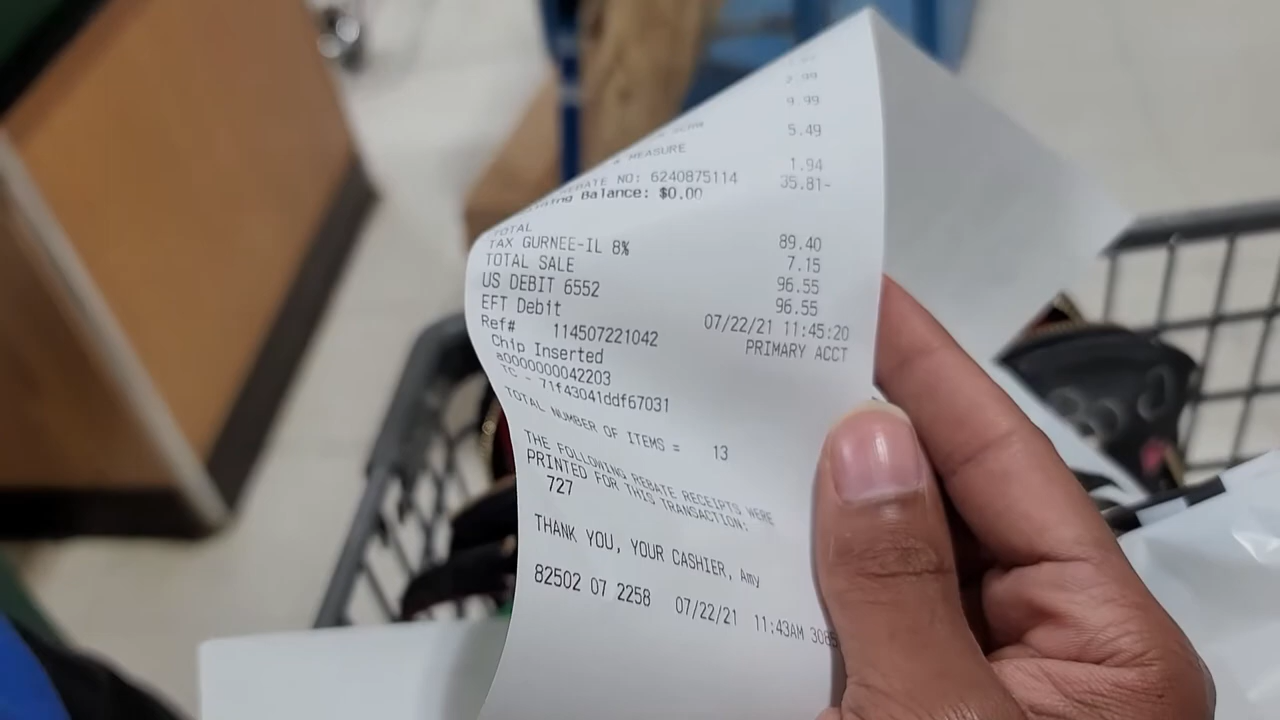 2.99
9.99
5.49
& MEASURE
1.94
REBATE NO: 6240875114 35.81-
Balance: $0.00
TOTAL 89.40
TAX GURNEE-IL 8% 7.15
TOTAL SALE 96.55
US DEBIT 6552 96.55
EFT Debit 07/22/21 11:45:20
Ref# 114507221042 PRIMARY ACCT
Chip Inserted
a0000000042203
TC - 71f43041ddf67031
TOTAL NUMBER OF ITEMS = 13
THE FOLLOWING REBATE RECEIPTS WERE
PRINTED FOR THIS TRANSACTION:
727
THANK YOU, YOUR CASHIER, Amy
82502 07 2258 07/22/21 11:43AM 3085